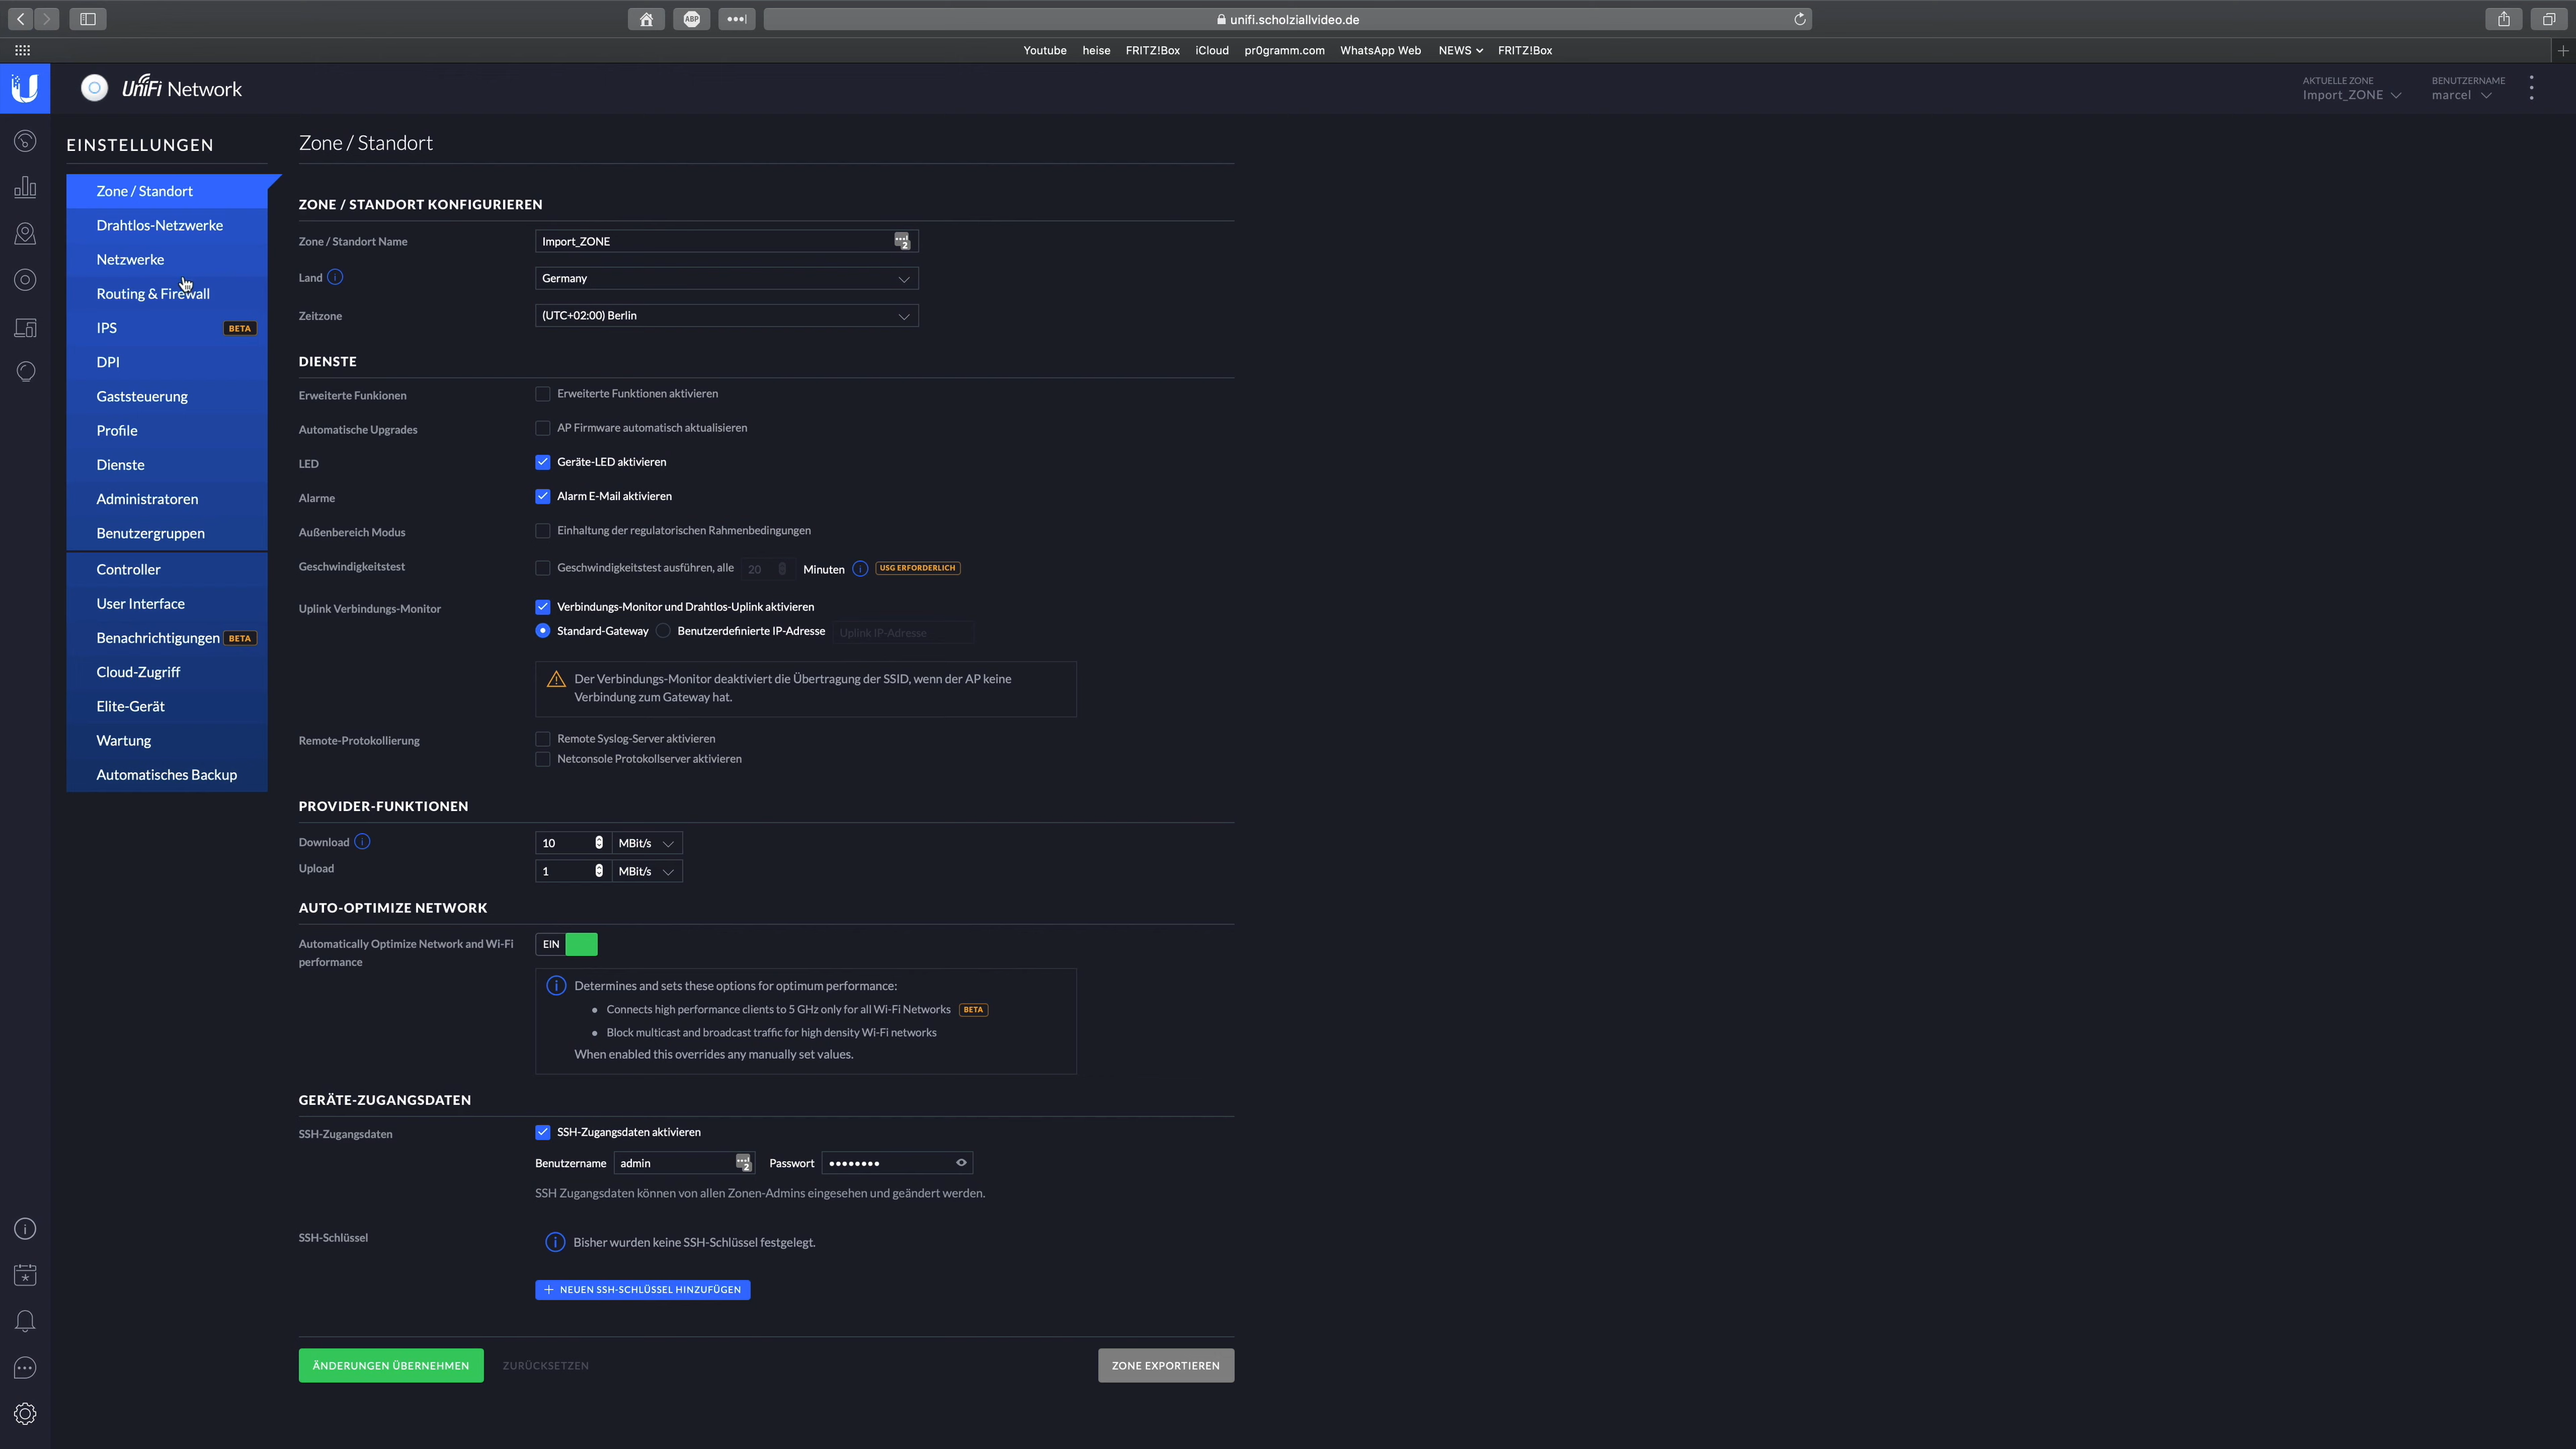 ABP
unifi.scholziallvideo.de
Youtube heise FRITZ!Box iCloud pr0gramm.com WhatsApp Web NEWS FRITZ!Box
UniFi Network
AKTUELLE ZONE
Import_ZONE
BENUTZERNAME
marcel
EINSTELLUNGEN
Zone / Standort
Drahtlos-Netzwerke
Netzwerke
Routing & Firewall
IPS BETA
DPI
Gaststeuerung
Profile
Dienste
Administratoren
Benutzergruppen
Controller
User Interface
Benachrichtigungen BETA
Cloud-Zugriff
Elite-Gerät
Wartung
Automatisches Backup
Zone / Standort
ZONE / STANDORT KONFIGURIEREN
Zone / Standort Name Import_ZONE 2
Land Germany
Zeitzone (UTC+02:00) Berlin
DIENSTE
Erweiterte Funkionen Erweiterte Funktionen aktivieren
Automatische Upgrades AP Firmware automatisch aktualisieren
LED Geräte-LED aktivieren
Alarme Alarm E-Mail aktivieren
Außenbereich Modus Einhaltung der regulatorischen Rahmenbedingungen
Geschwindigkeitstest Geschwindigkeitstest ausführen, alle 20 Minuten USG ERFORDERLICH
Uplink Verbindungs-Monitor Verbindungs-Monitor und Drahtlos-Uplink aktivieren
Standard-Gateway Benutzerdefinierte IP-Adresse Uplink IP-Adresse
Der Verbindungs-Monitor deaktiviert die Übertragung der SSID, wenn der AP keine
Verbindung zum Gateway hat.
Remote-Protokollierung Remote Syslog-Server aktivieren
Netconsole Protokollserver aktivieren
PROVIDER-FUNKTIONEN
Download 10 MBit/s
Upload 1 MBit/s
AUTO-OPTIMIZE NETWORK
Automatically Optimize Network and Wi-Fi
performance
EIN
Determines and sets these options for optimum performance:
Connects high performance clients to 5 GHz only for all Wi-Fi Networks BETA
Block multicast and broadcast traffic for high density Wi-Fi networks
When enabled this overrides any manually set values.
GERÄTE-ZUGANGSDATEN
SSH-Zugangsdaten SSH-Zugangsdaten aktivieren
Benutzername admin 2 Passwort ••••••••
SSH Zugangsdaten können von allen Zonen-Admins eingesehen und geändert werden.
SSH-Schlüssel Bisher wurden keine SSH-Schlüssel festgelegt.
+ NEUEN SSH-SCHLÜSSEL HINZUFÜGEN
ÄNDERUNGEN ÜBERNEHMEN ZURÜCKSETZEN ZONE EXPORTIEREN